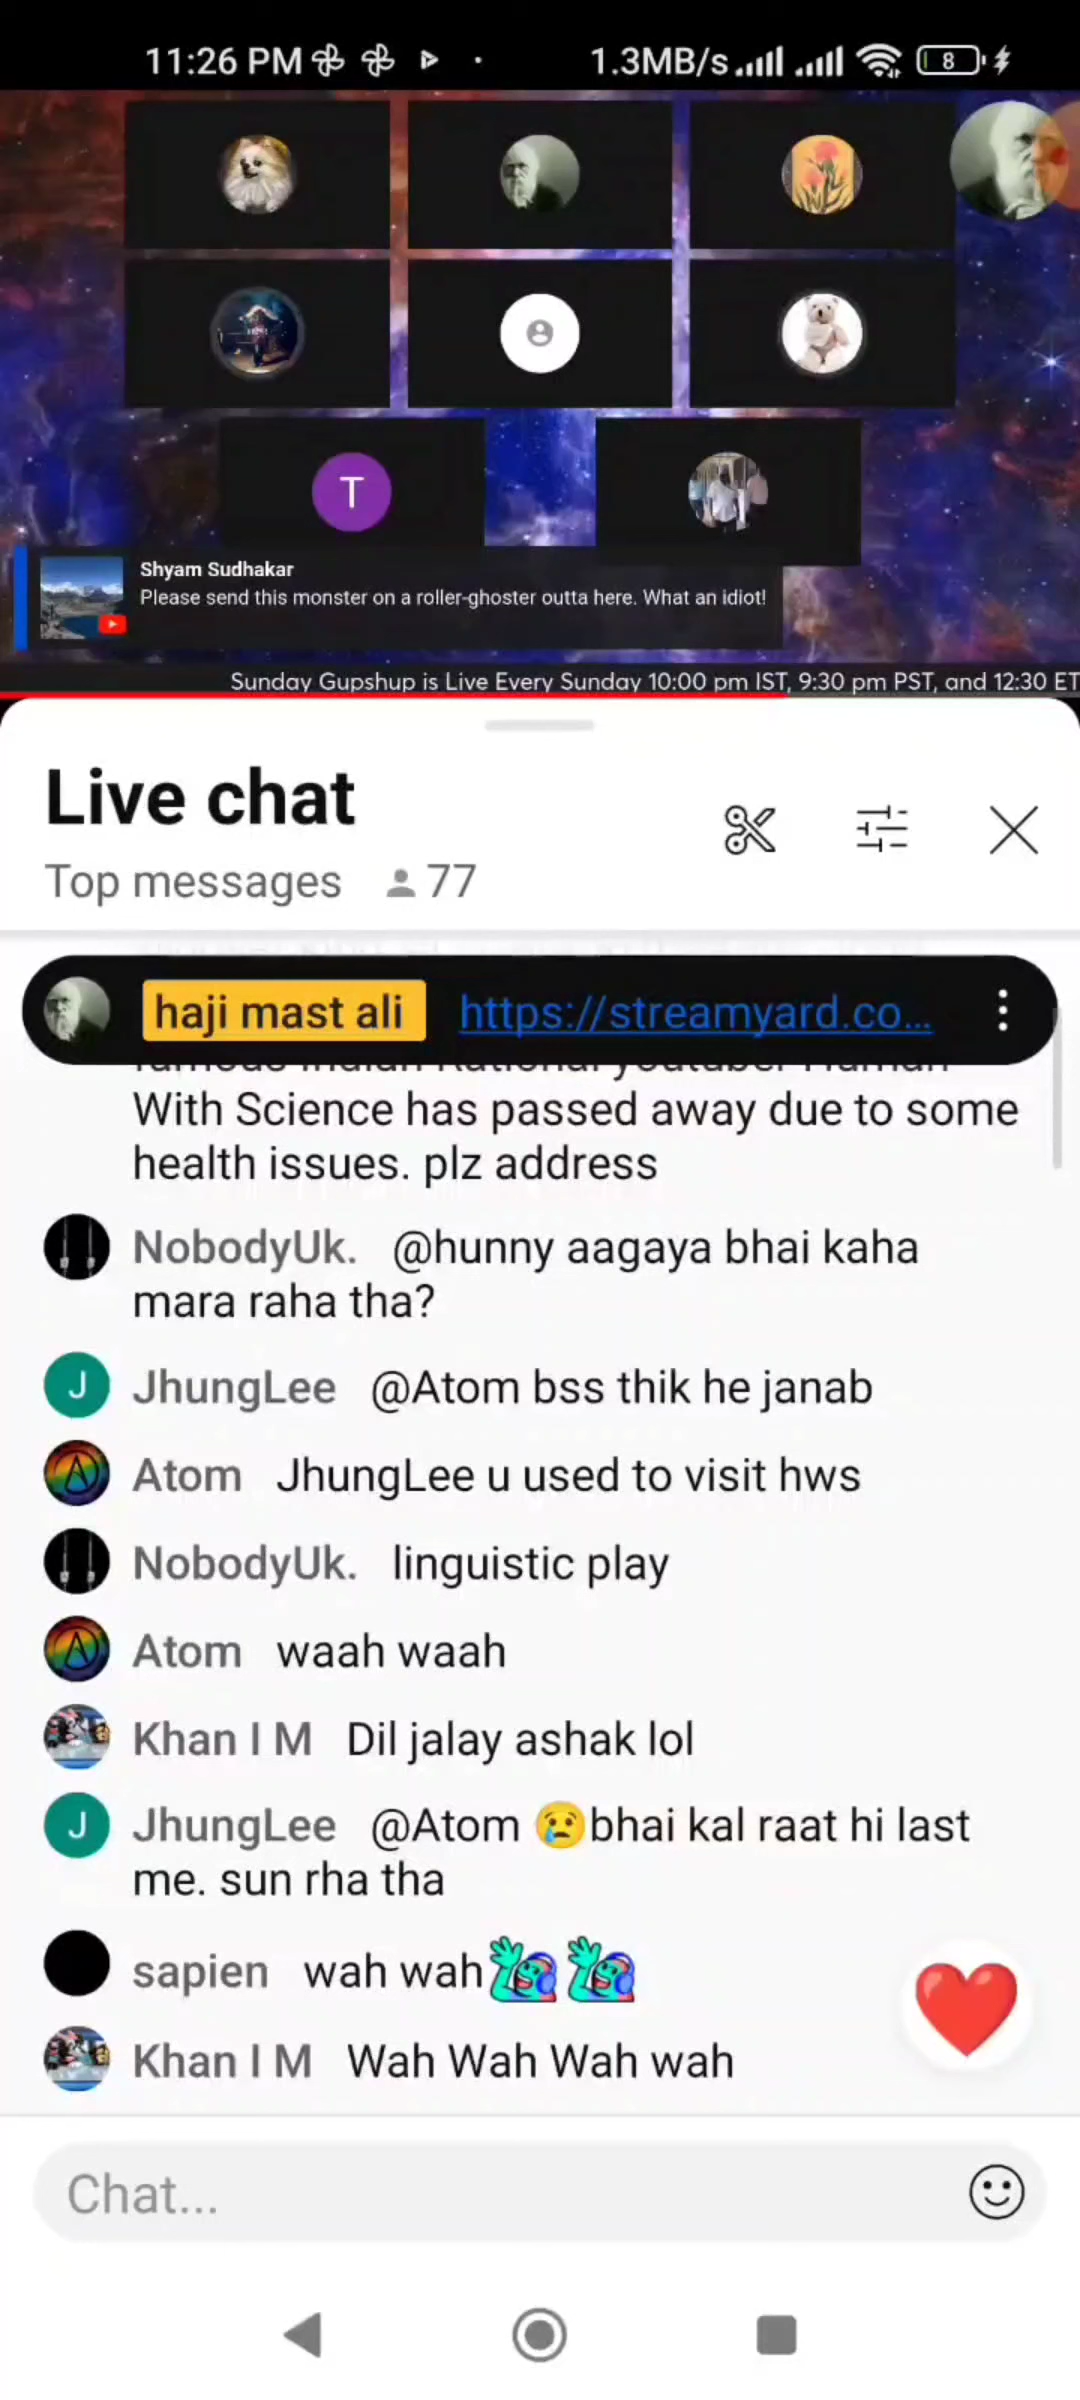 11:26 PM
1.3MB/s
8
T
Shyam Sudhakar
Please send this monster on a roller-ghoster outta here. What an idiot!
Sunday Gupshup is Live Every Sunday 10:00 pm IST, 9:30 pm PST, and 12:30 ET
Live chat
Top messages 77
haji mast ali https://streamyard.co...
With Science has passed away due to some
health issues. plz address
NobodyUk. @hunny aagaya bhai kaha
mara raha tha?
J JhungLee @Atom bss thik he janab
Atom JhungLee u used to visit hws
NobodyUk. linguistic play
Atom waah waah
Khan I M Dil jalay ashak lol
J JhungLee @Atom 😢bhai kal raat hi last
me. sun rha tha
sapien wah wah
Khan I M Wah Wah Wah wah
Chat...